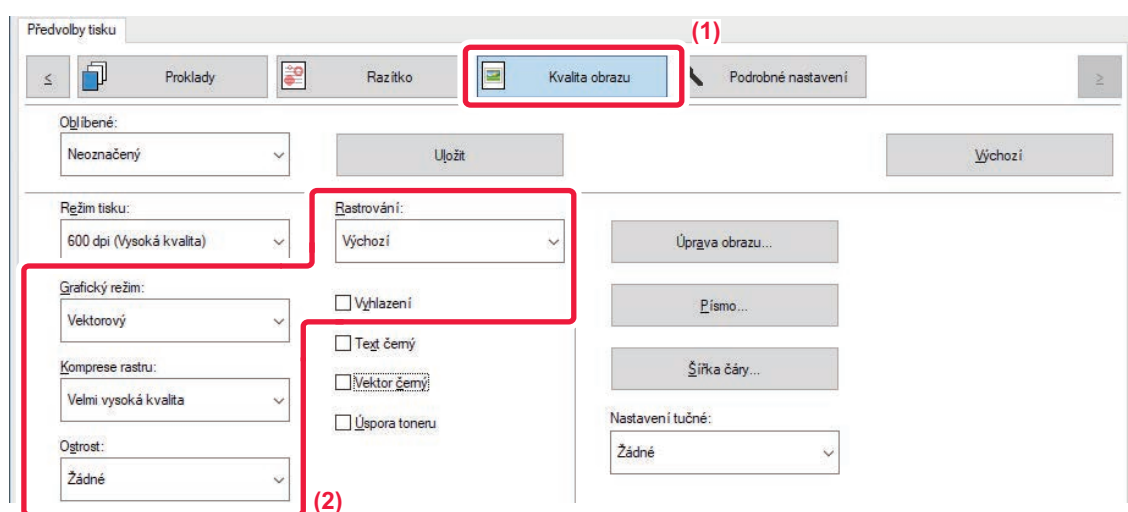 Předvolby tisku
(1)
<
Proklady
Razítko
Kvalita obrazu
Podrobné nastavení
>
Oblíbené:
Neoznačený
Uložit
Výchozí
Režim tisku:
600 dpi (Vysoká kvalita)
Rastrování:
Výchozí
Úprava obrazu...
Grafický režim:
Vektorový
Vyhlazení
Písmo...
Text černý
Komprese rastru:
Velmi vysoká kvalita
Vektor černý
Šířka čáry...
Úspora toneru
Nastavení tučné:
Žádné
Ostrost:
Žádné
(2)